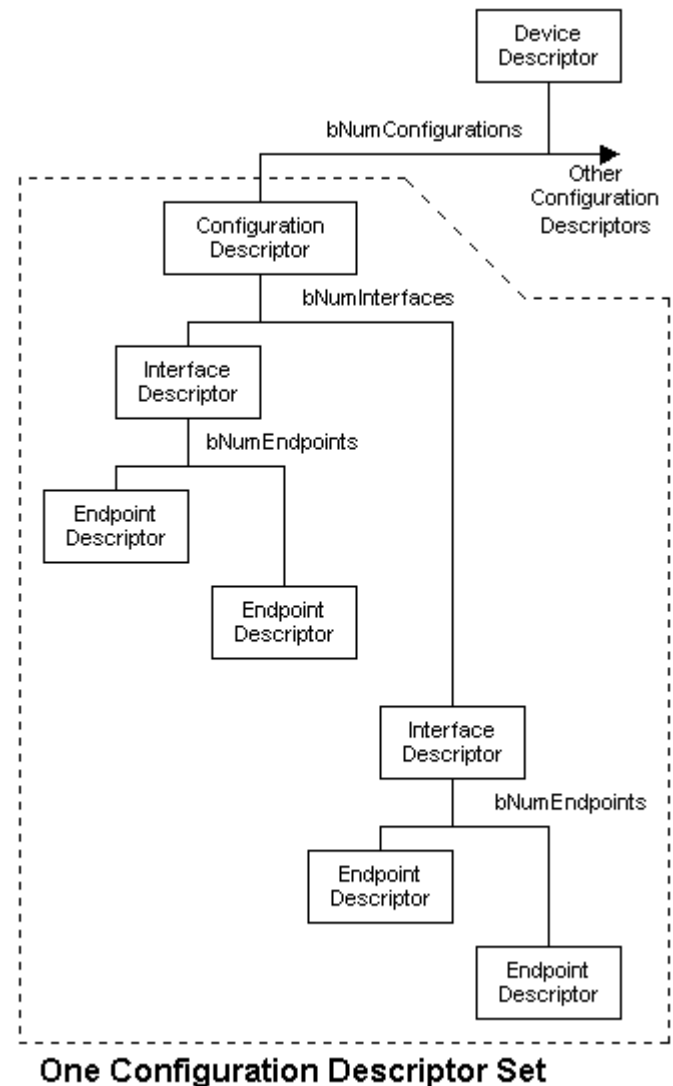 Device
Descriptor
bNumConfigurations
Other
Configuration
Descriptors
Configuration
Descriptor
bNumInterfaces
Interface
Descriptor
bNumEndpoints
Endpoint
Descriptor
Endpoint
Descriptor
Interface
Descriptor
bNumEndpoints
Endpoint
Descriptor
Endpoint
Descriptor
One Configuration Descriptor Set